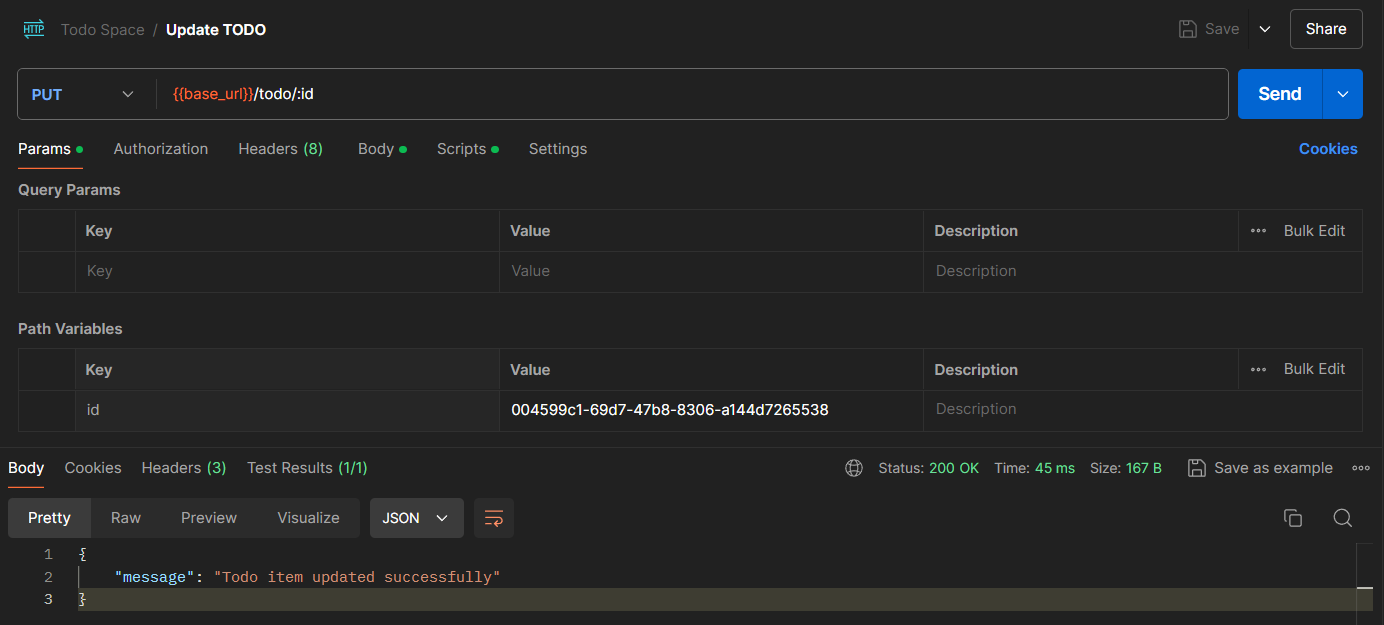 HTTP Todo Space / Update TODO Save Share
PUT {{base_url}}/todo/:id Send
Params Authorization Headers (8) Body Scripts Settings Cookies
Query Params
Key Value Description Bulk Edit
Key Value Description
Path Variables
Key Value Description Bulk Edit
id 004599c1-69d7-47b8-8306-a144d7265538 Description
Body Cookies Headers (3) Test Results (1/1) Status: 200 OK Time: 45 ms Size: 167 B Save as example
Pretty Raw Preview Visualize JSON
1 {
2 "message": "Todo item updated successfully"
3 }